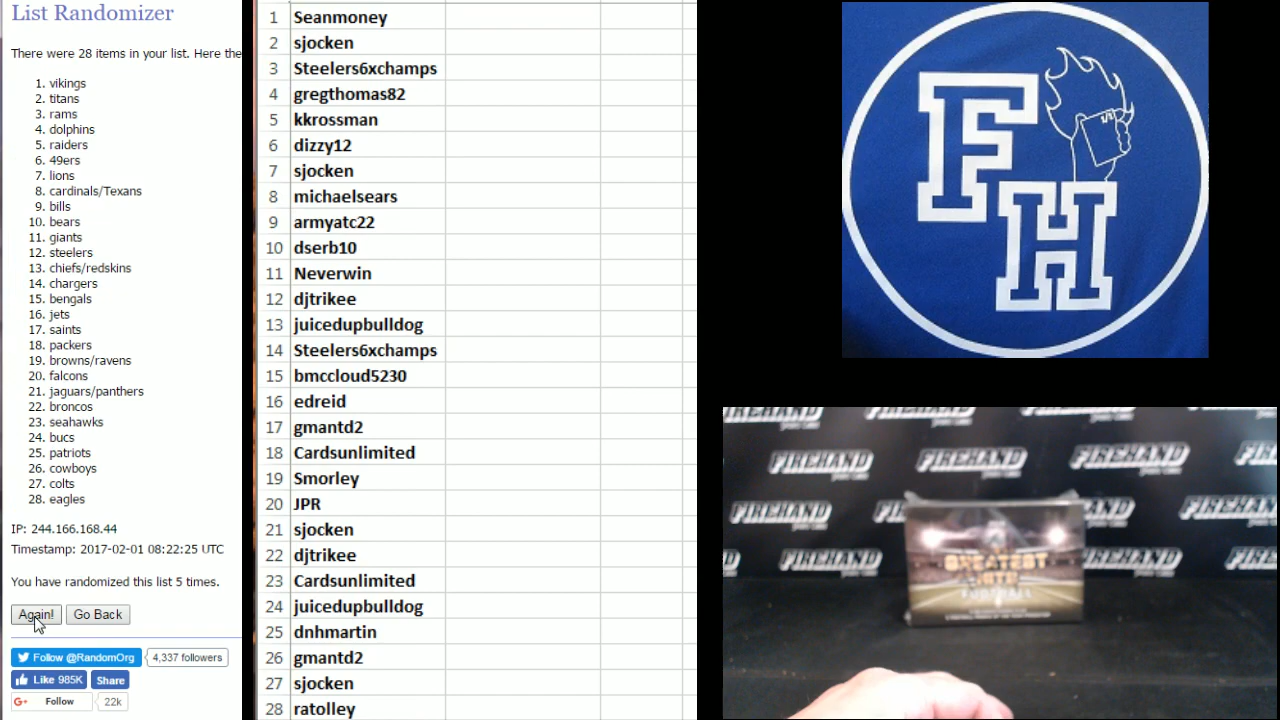 List Randomizer
There were 28 items in your list. Here the
1. vikings
2. titans
3. rams
4. dolphins
5. raiders
6. 49ers
7. lions
8. cardinals/Texans
9. bills
10. bears
11. giants
12. steelers
13. chiefs/redskins
14. chargers
15. bengals
16. jets
17. saints
18. packers
19. browns/ravens
20. falcons
21. jaguars/panthers
22. broncos
23. seahawks
24. bucs
25. patriots
26. cowboys
27. colts
28. eagles
IP: 244.166.168.44
Timestamp: 2017-02-01 08:22:25 UTC
You have randomized this list 5 times.
Again! Go Back
Follow @RandomOrg 4,337 followers
Like 985K Share
G+ Follow 22k
1 Seanmoney
2 sjocken
3 Steelers6xchamps
4 gregthomas82
5 kkrossman
6 dizzy12
7 sjocken
8 michaelsears
9 armyatc22
10 dserb10
11 Neverwin
12 djtrikee
13 juicedupbulldog
14 Steelers6xchamps
15 bmccloud5230
16 edreid
17 gmantd2
18 Cardsunlimited
19 Smorley
20 JPR
21 sjocken
22 djtrikee
23 Cardsunlimited
24 juicedupbulldog
25 dnhmartin
26 gmantd2
27 sjocken
28 ratolley
F
1/1
H
FIREHAND
FIREHAND FIREHAND FIREHAND
FIREHAND
FIREHAND
GREATEST
HITS
FOOTBALL